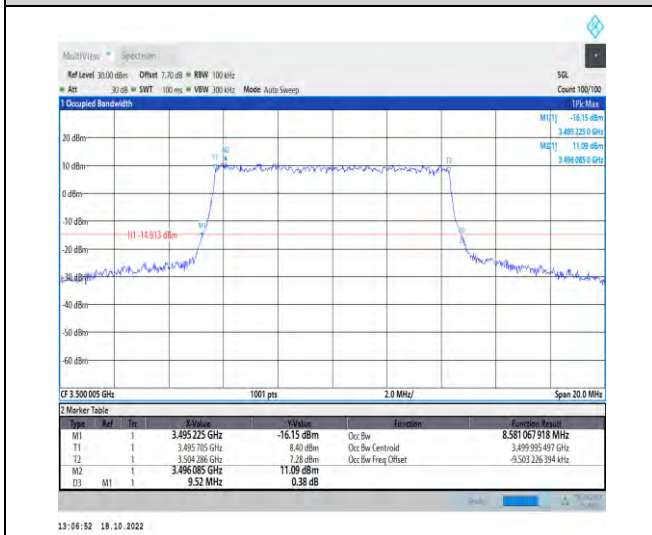 MultiView Spectrum
Ref Level 30.00 dBm Offset 7.70 dB RBW 100 kHz SGL
Att 30 dB SWT 100 ms VBW 300 kHz Mode Auto Sweep Count 100/100
1 Occupied Bandwidth 1Pk Max
M1[1] -16.15 dBm
3.495 225 0 GHz
20 dBm
M2[1] 11.09 dBm
3.496 085 0 GHz
M2
T1 T2
10 dBm
0 dBm
-10 dBm
M1
D3
H1 -14.913 dBm
-20 dBm
-30 dBm
-40 dBm
-50 dBm
-60 dBm
CF 3.500 005 GHz 1001 pts 2.0 MHz/ Span 20.0 MHz
2 Marker Table
Type Ref Trc X-Value Y-Value Function Function Result
M1 1 3.495 225 GHz -16.15 dBm Occ Bw 8.581 067 918 MHz
T1 1 3.495 705 GHz 8.40 dBm Occ Bw Centroid 3.499 995 497 GHz
T2 1 3.504 286 GHz 7.28 dBm Occ Bw Freq Offset -9.503 226 394 kHz
M2 1 3.496 085 GHz 11.09 dBm
D3 M1 1 9.52 MHz 0.38 dB
13:06:52 18.10.2022